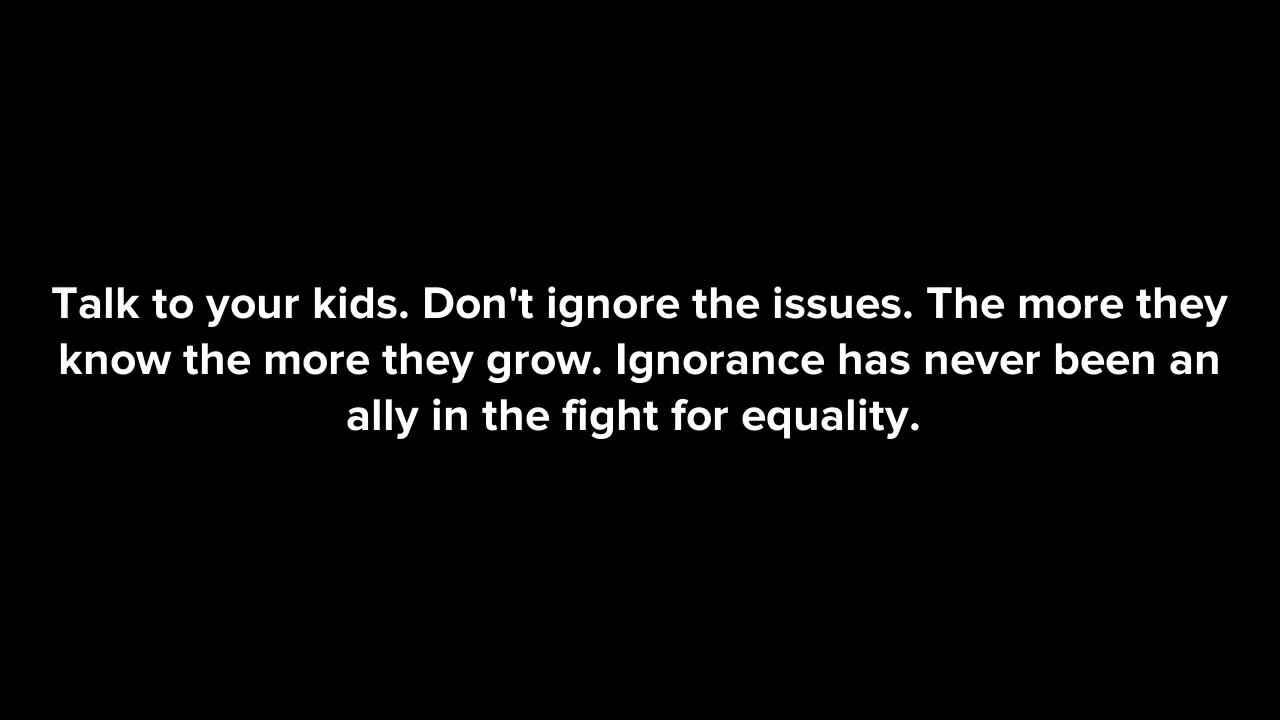 Talk to your kids. Don't ignore the issues. The more they
know the more they grow. Ignorance has never been an
ally in the fight for equality.